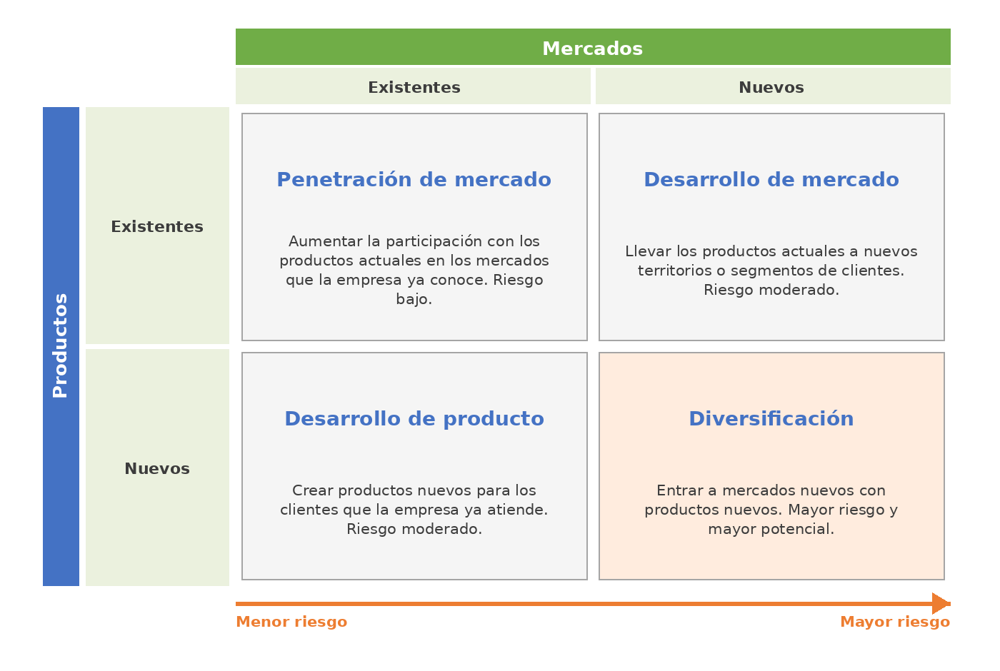 Mercados
Existentes
Nuevos
Productos
Existentes
Penetración de mercado
Aumentar la participación con los
productos actuales en los mercados
que la empresa ya conoce. Riesgo
bajo.
Desarrollo de mercado
Llevar los productos actuales a nuevos
territorios o segmentos de clientes.
Riesgo moderado.
Nuevos
Desarrollo de producto
Crear productos nuevos para los
clientes que la empresa ya atiende.
Riesgo moderado.
Diversificación
Entrar a mercados nuevos con
productos nuevos. Mayor riesgo y
mayor potencial.
Menor riesgo
Mayor riesgo